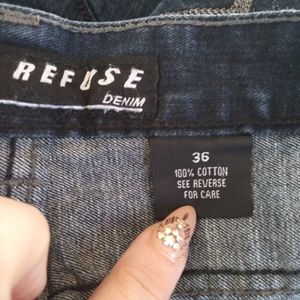 REFUSE
DENIM
36
100% COTTON
SEE REVERSE
FOR CARE